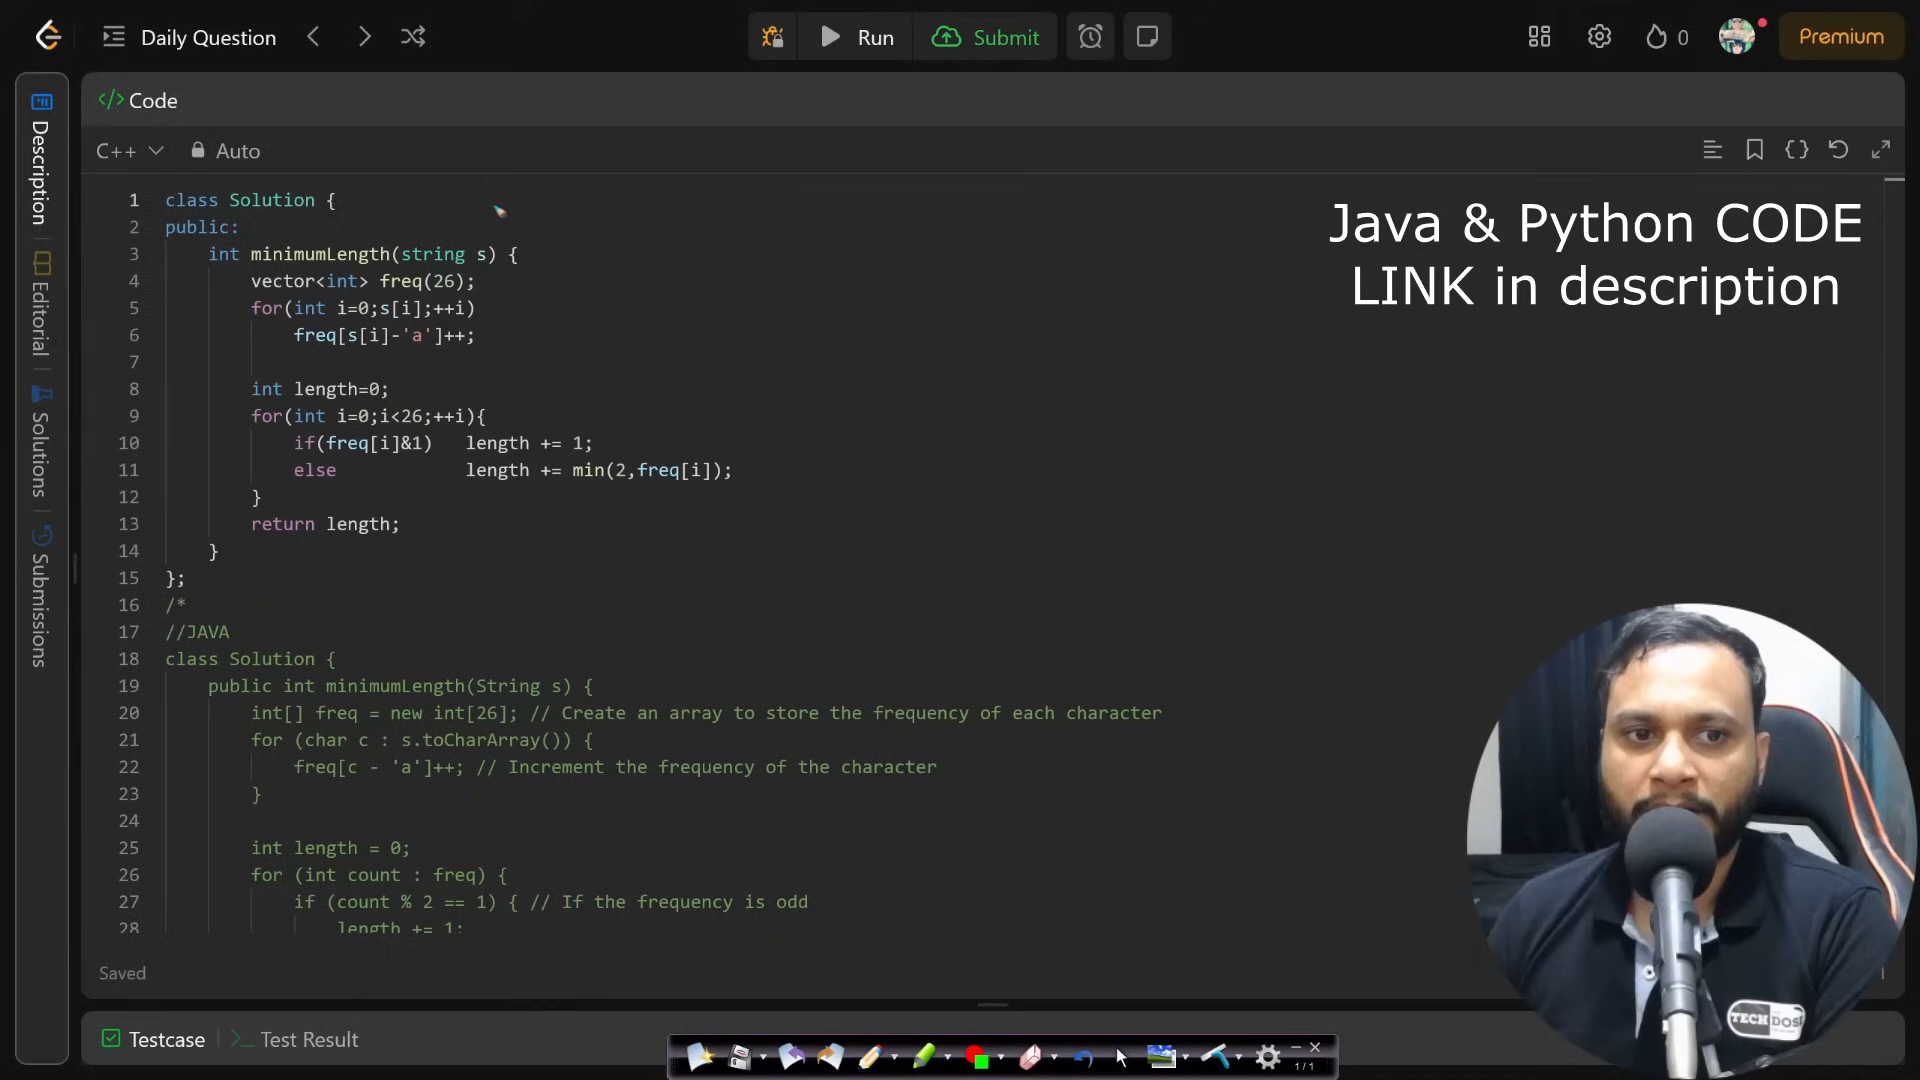 Daily Question
Run
Submit
0
Premium
Code
C++
Auto
Description
Editorial
Solutions
Submissions
Java & Python CODE
LINK in description
1 class Solution {
2 public:
3 int minimumLength(string s) {
4 vector<int> freq(26);
5 for(int i=0;s[i];++i)
6 freq[s[i]-'a']++;
7
8 int length=0;
9 for(int i=0;i<26;++i){
10 if(freq[i]&1) length += 1;
11 else length += min(2,freq[i]);
12 }
13 return length;
14 }
15 };
16 /*
17 //JAVA
18 class Solution {
19 public int minimumLength(String s) {
20 int[] freq = new int[26]; // Create an array to store the frequency of each character
21 for (char c : s.toCharArray()) {
22 freq[c - 'a']++; // Increment the frequency of the character
23 }
24
25 int length = 0;
26 for (int count : freq) {
27 if (count % 2 == 1) { // If the frequency is odd
28 length += 1;
Saved
Testcase
Test Result
1/1
TECH DOSE